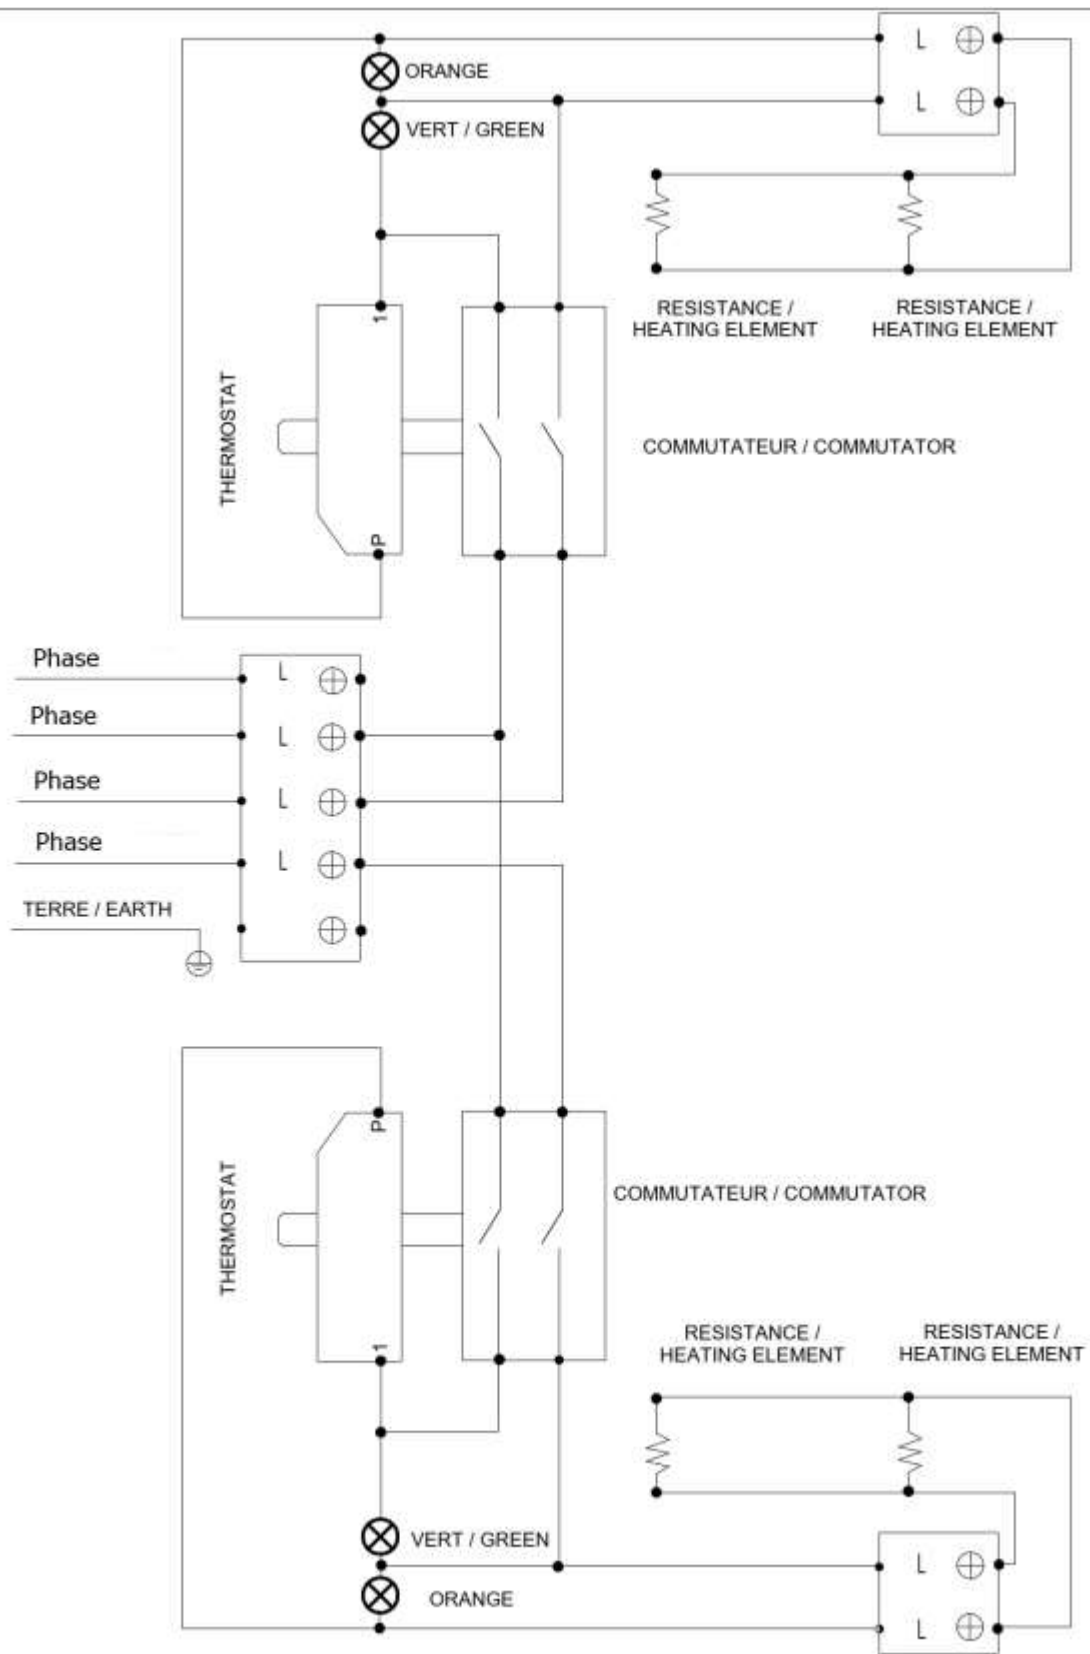 L
ORANGE
L
VERT / GREEN
1
RESISTANCE /
HEATING ELEMENT
RESISTANCE /
HEATING ELEMENT
THERMOSTAT
COMMUTATEUR / COMMUTATOR
P
Phase
L
Phase
L
Phase
L
Phase
L
TERRE / EARTH
P
THERMOSTAT
COMMUTATEUR / COMMUTATOR
1
RESISTANCE /
HEATING ELEMENT
RESISTANCE /
HEATING ELEMENT
VERT / GREEN
L
ORANGE
L